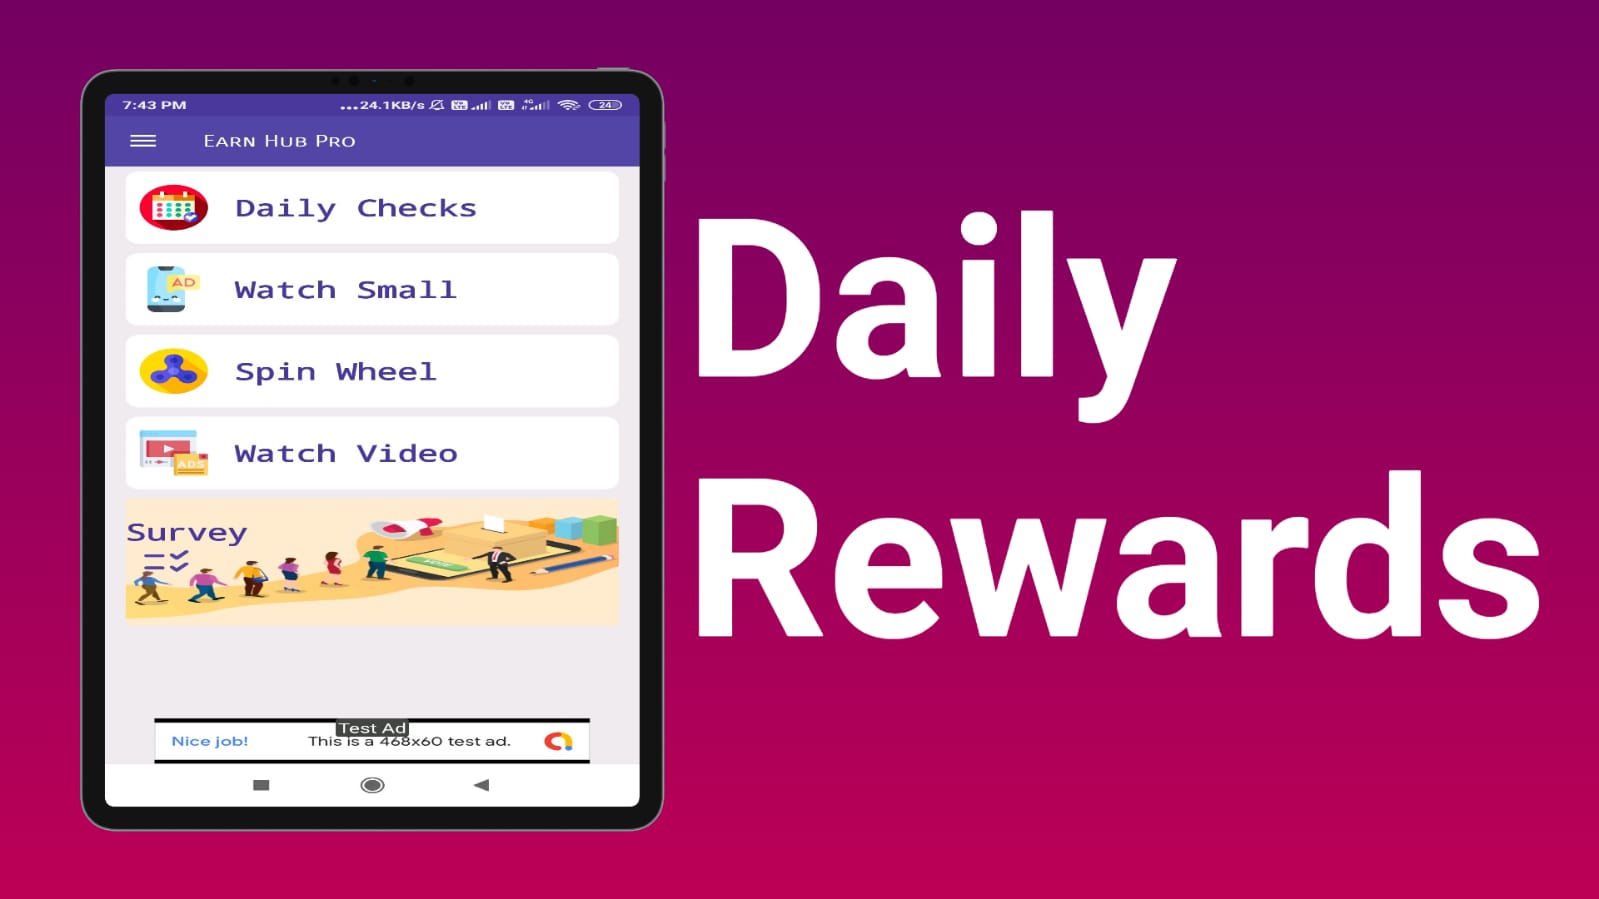 7:43 PM ...24.1KB/s 4G 24
EARN HUB PRO
Daily Checks
AD
Watch Small
Spin Wheel
Watch Video
ADS
Survey
Test Ad
Nice job! This is a 468x60 test ad.
Daily
Rewards